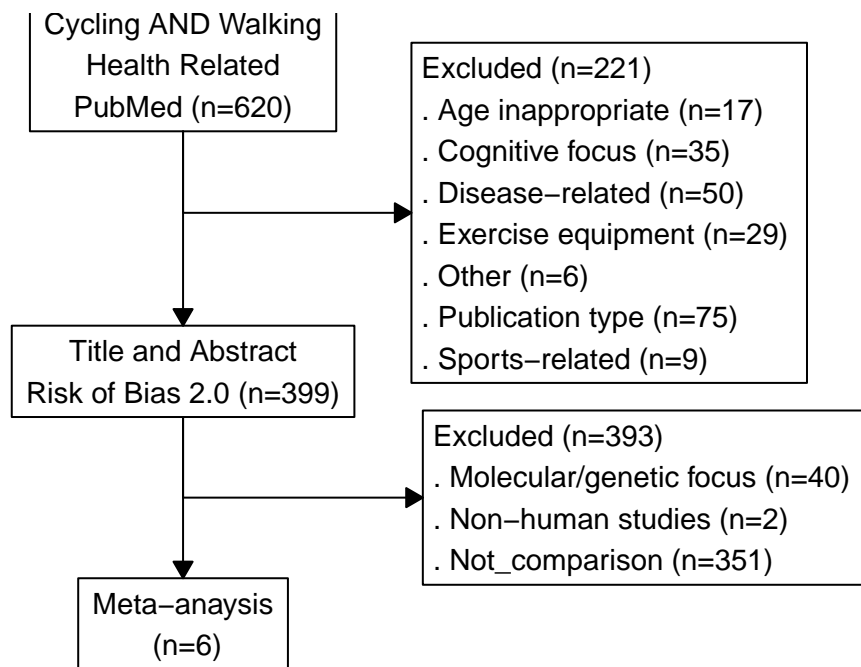 Cycling AND Walking
Health Related
PubMed (n=620)
Excluded (n=221)
. Age inappropriate (n=17)
. Cognitive focus (n=35)
. Disease−related (n=50)
. Exercise equipment (n=29)
. Other (n=6)
. Publication type (n=75)
. Sports−related (n=9)
Title and Abstract
Risk of Bias 2.0 (n=399)
Excluded (n=393)
. Molecular/genetic focus (n=40)
. Non−human studies (n=2)
. Not_comparison (n=351)
Meta−anaysis
(n=6)